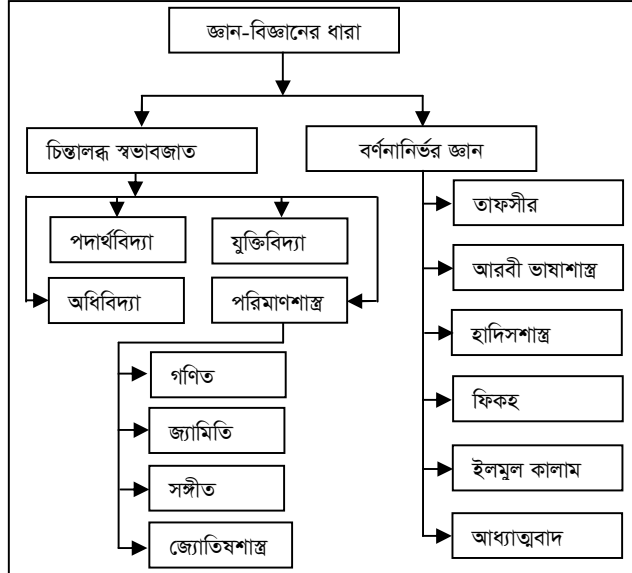 জ্ঞান-বিজ্ঞানের ধারা
চিন্তালব্ধ স্বভাবজাত
বর্ণনানির্ভর জ্ঞান
পদার্থবিদ্যা
যুক্তিবিদ্যা
অধিবিদ্যা
পরিমাণশাস্ত্র
গণিত
জ্যামিতি
সঙ্গীত
জ্যোতিষশাস্ত্র
তাফসীর
আরবী ভাষাশাস্ত্র
হাদিসশাস্ত্র
ফিকহ
ইলমুল কালাম
আধ্যাত্মবাদ